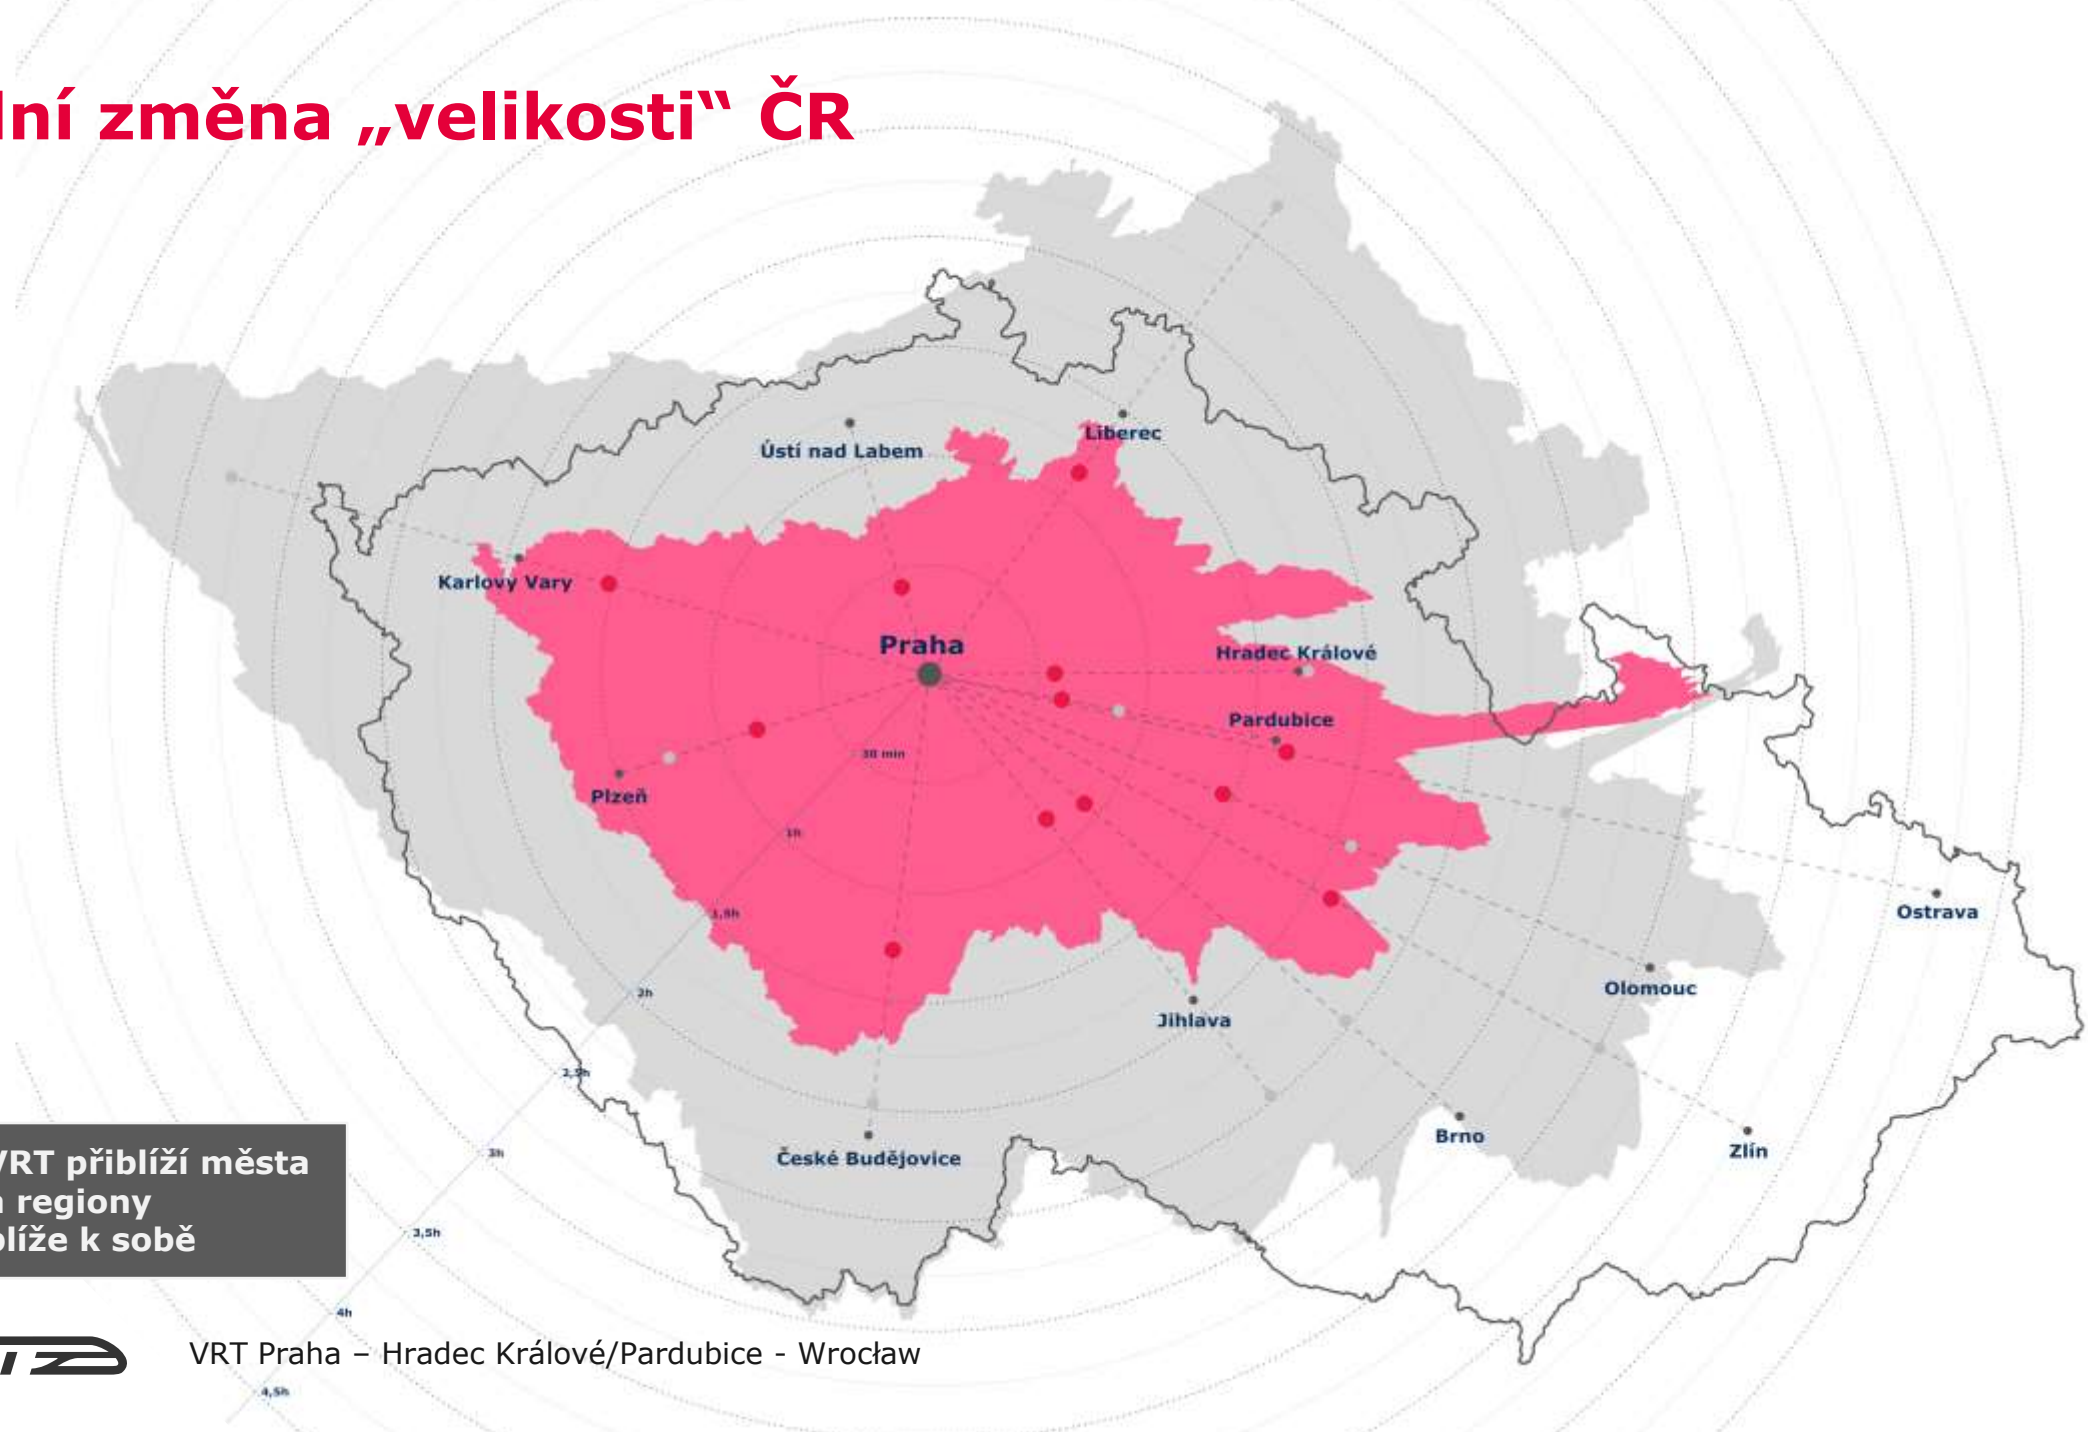 lní změna „velikosti“ ČR
Liberec
Ústí nad Labem
Karlovy Vary
Praha
Hradec Králové
Pardubice
30 min
Plzeň
1h
1,5h
Ostrava
2h
Olomouc
Jihlava
2,5h
Brno
Zlín
3h
České Budějovice
VRT přiblíží města
a regiony
blíže k sobě
3,5h
4h
VRT Praha – Hradec Králové/Pardubice - Wrocław
4,5h